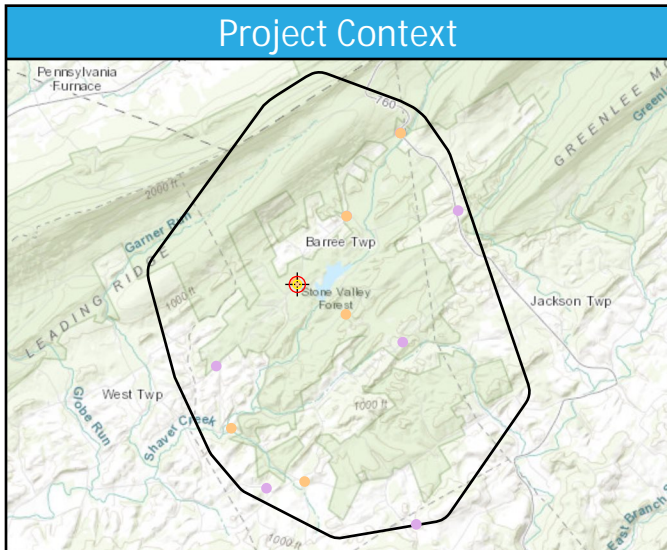 Project Context
Pennsylvania
Furnace
760
GREENLEE M
Greenle
2000 ft
Garner Run
Barree Twp
LEADING RIDGE
1000 ft
Stone Valley
Forest
Jackson Twp
West Twp
1000 ft
Globe Run
Shaver Creek
1000 ft
East Branch S